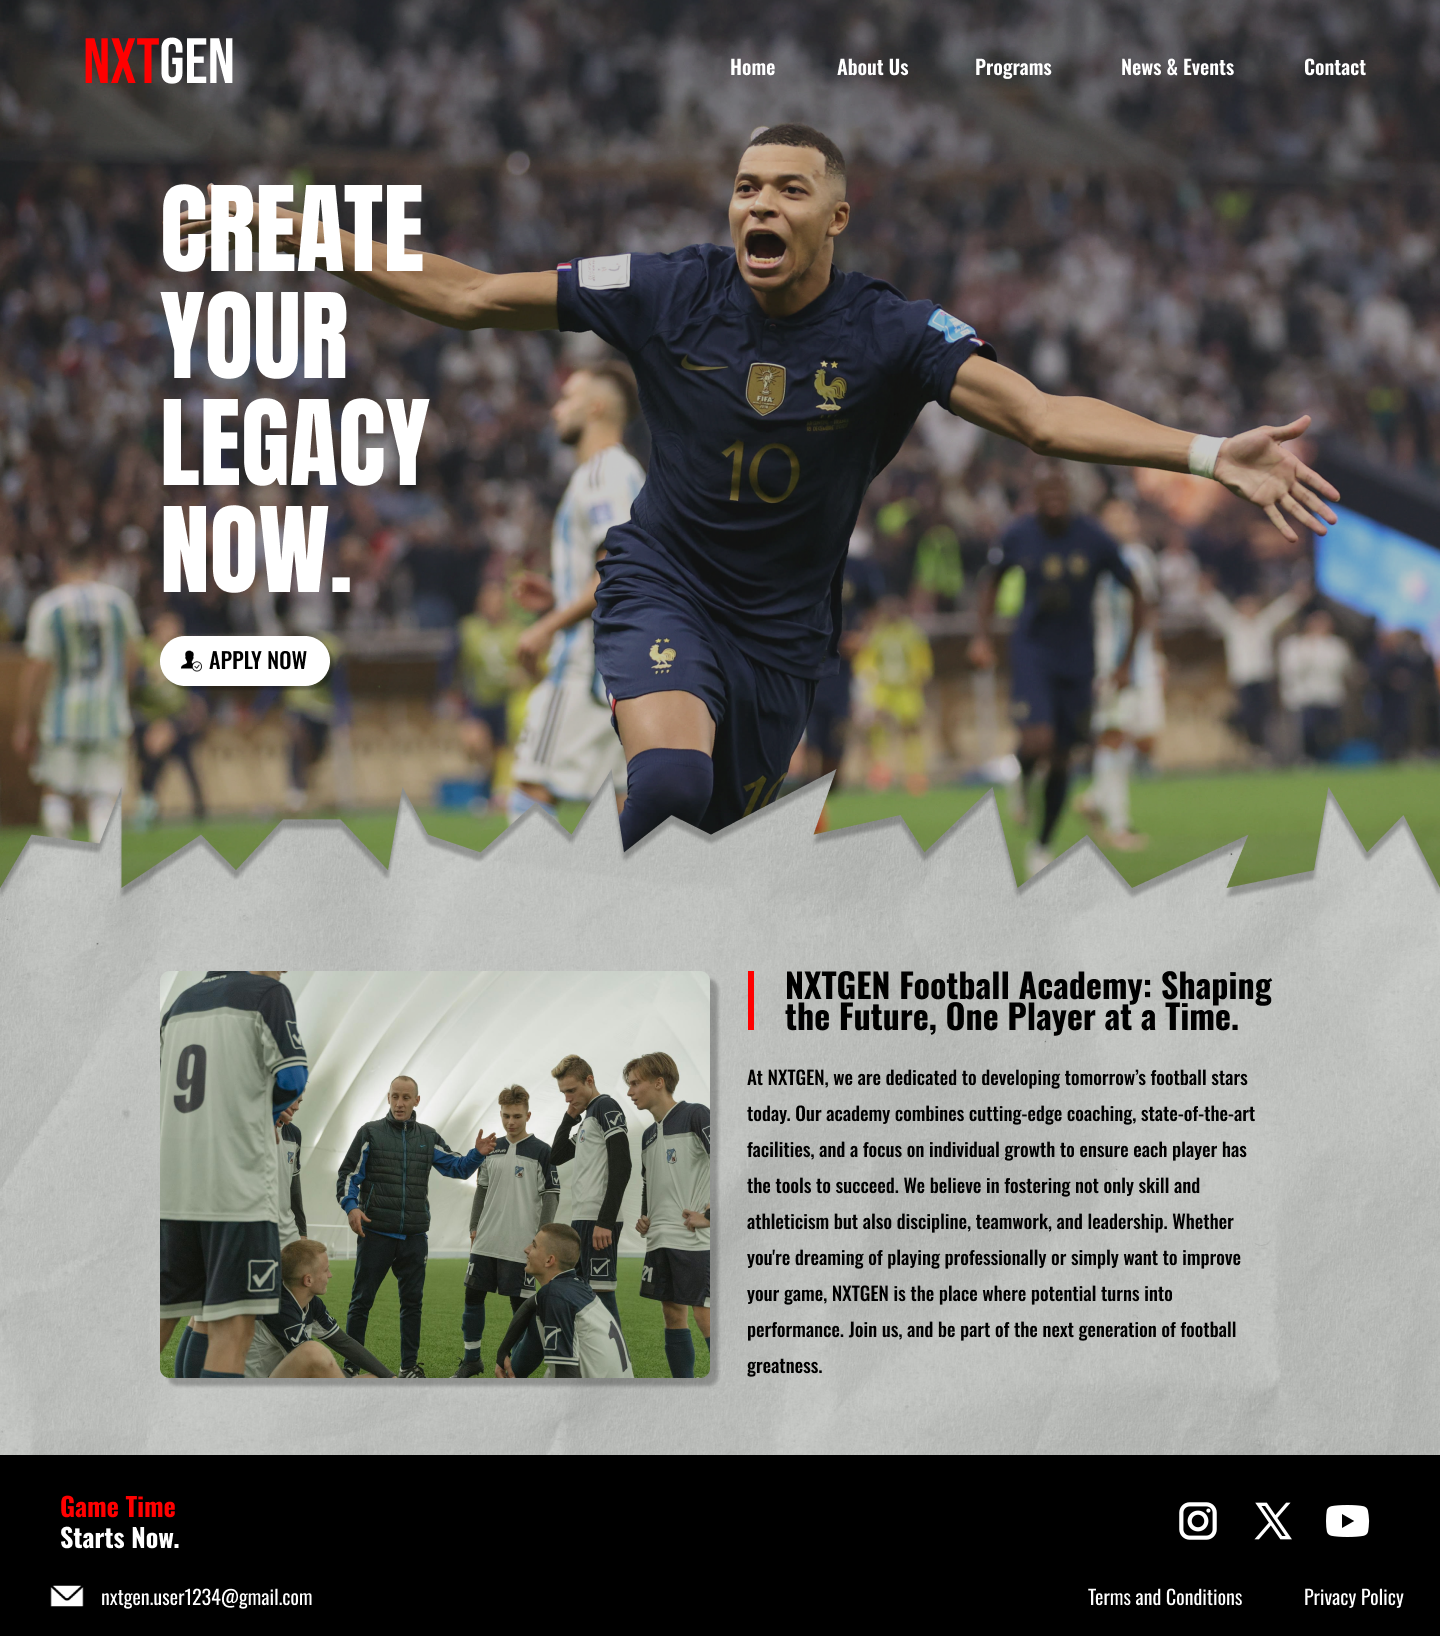 NXTGEN
Home About Us Programs News & Events Contact
CREATE
YOUR
LEGACY
NOW.
APPLY NOW
FIFA
10
10
9
21
1
NXTGEN Football Academy: Shaping
the Future, One Player at a Time.
At NXTGEN, we are dedicated to developing tomorrow’s football stars
today. Our academy combines cutting-edge coaching, state-of-the-art
facilities, and a focus on individual growth to ensure each player has
the tools to succeed. We believe in fostering not only skill and
athleticism but also discipline, teamwork, and leadership. Whether
you're dreaming of playing professionally or simply want to improve
your game, NXTGEN is the place where potential turns into
performance. Join us, and be part of the next generation of football
greatness.
Game Time
Starts Now.
nxtgen.user1234@gmail.com
Terms and Conditions Privacy Policy